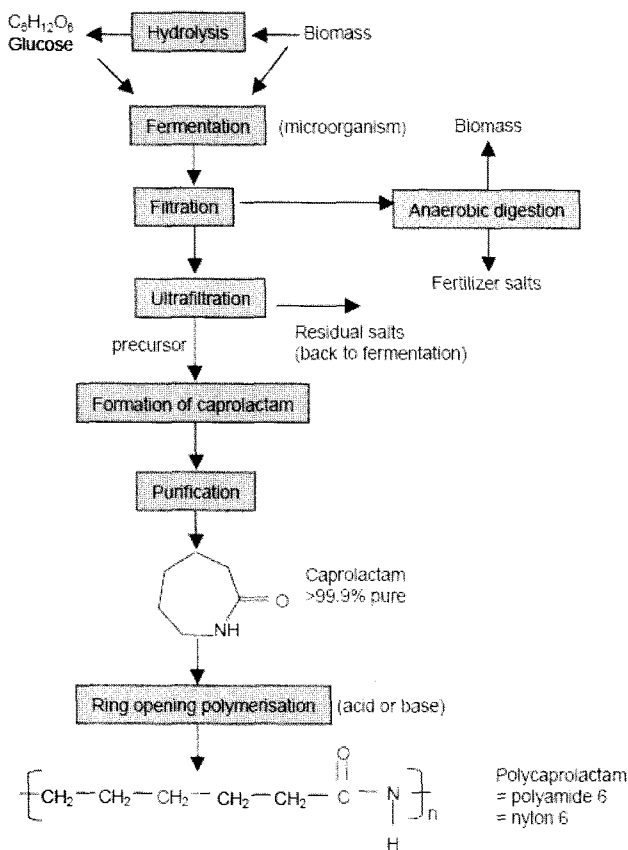 C₆H₁₂O₆
Glucose
Hydrolysis
Biomass
Fermentation
(microorganism)
Biomass
Filtration
Anaerobic digestion
Fertilizer salts
Ultrafiltration
Residual salts
(back to fermentation)
precursor
Formation of caprolactam
Purification
Caprolactam
>99.9% pure
O
NH
Ring opening polymerisation
(acid or base)
O
CH₂ CH₂ CH₂ CH₂ CH₂ C N n
H
Polycaprolactam
= polyamide 6
= nylon 6